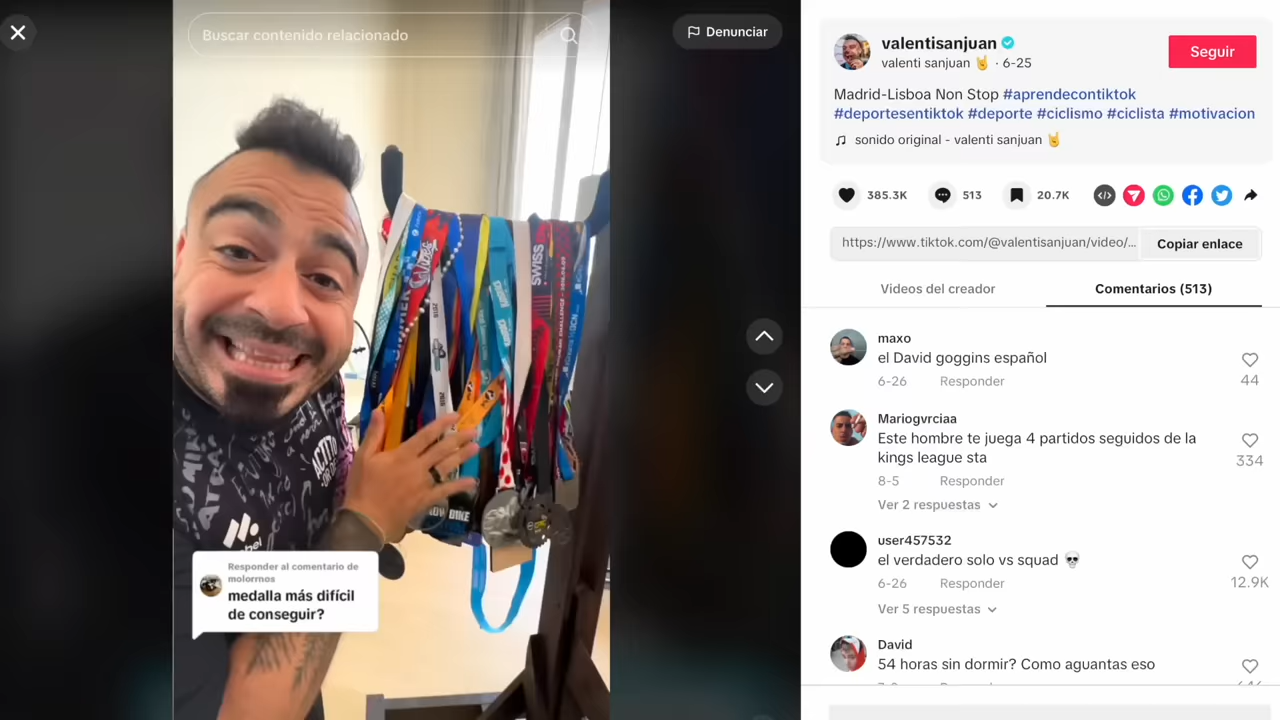 Buscar contenido relacionado
Denunciar
SWISS
2018
ROW BIKE
Responder al comentario de
molorrnos
medalla más difícil
de conseguir?
valentisanjuan
valenti sanjuan 🤘 · 6-25
Seguir
Madrid-Lisboa Non Stop #aprendecontiktok
#deportesentiktok #deporte #ciclismo #ciclista #motivacion
sonido original - valenti sanjuan 🤘
385.3K
513
20.7K
https://www.tiktok.com/@valentisanjuan/video/...
Copiar enlace
Videos del creador
Comentarios (513)
maxo
el David goggins español
6-26 Responder
44
Mariogvrciaa
Este hombre te juega 4 partidos seguidos de la
kings league sta
8-5 Responder
334
Ver 2 respuestas
user457532
el verdadero solo vs squad 💀
6-26 Responder
12.9K
Ver 5 respuestas
David
54 horas sin dormir? Como aguantas eso